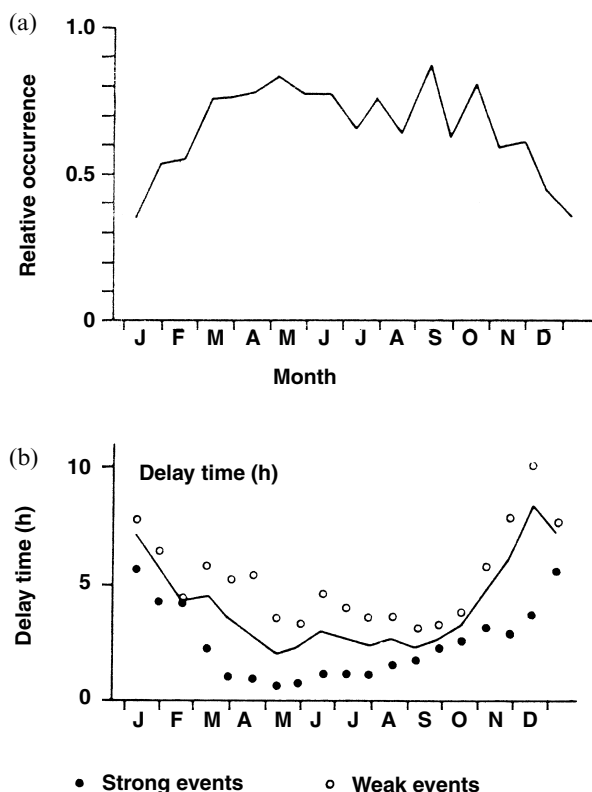 (a)
1.0
0.5
0
Relative occurrence
J F M A M J J A S O N D
Month
(b)
Delay time (h)
10
5
0
Delay time (h)
J F M A M J J A S O N D
• Strong events ○ Weak events